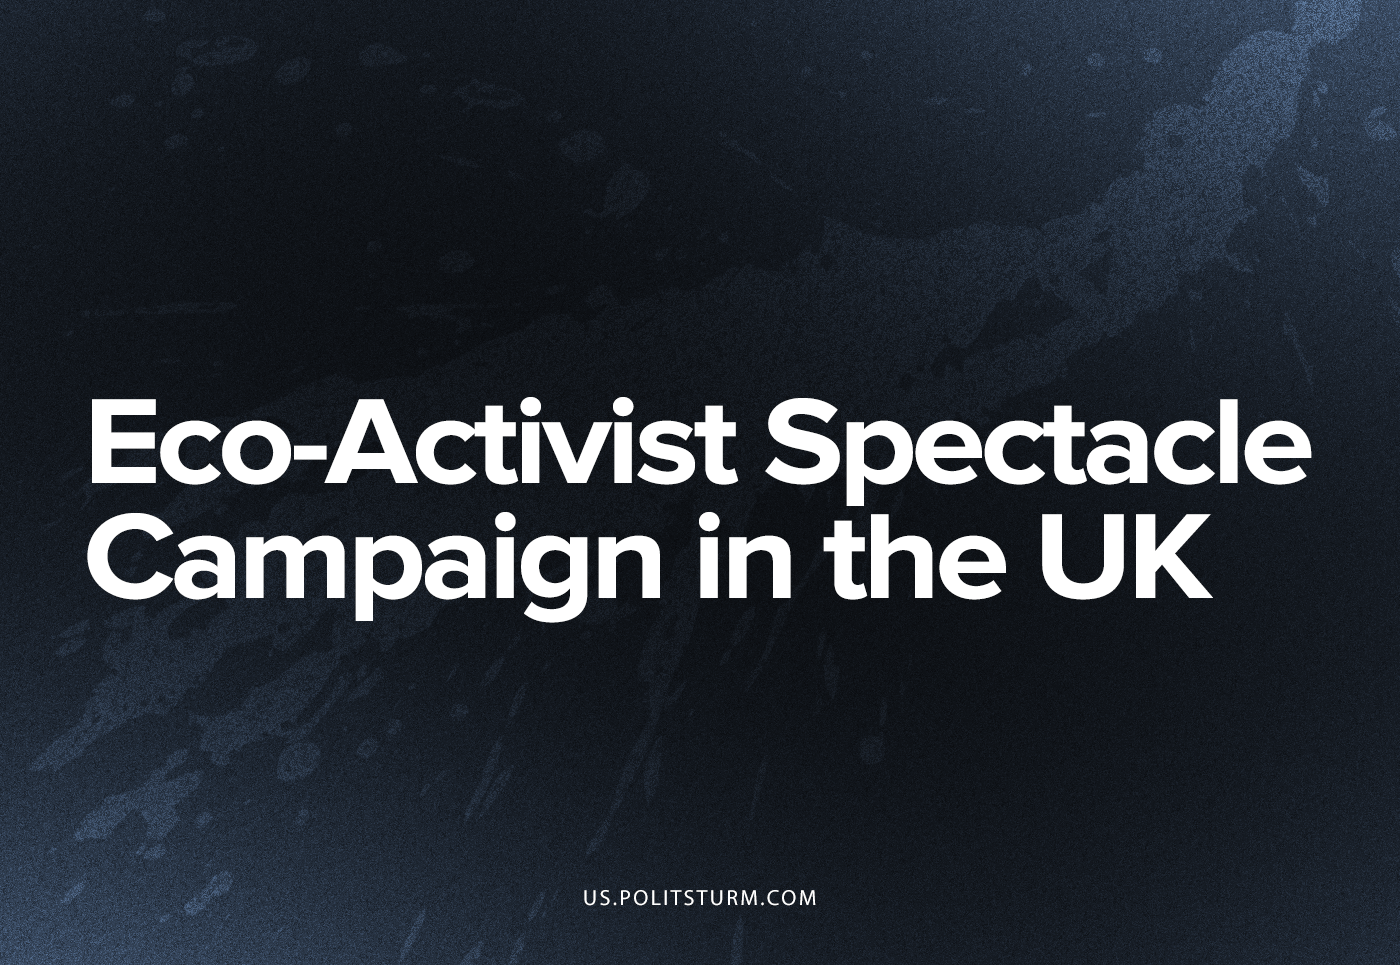 Eco-Activist Spectacle
Campaign in the UK
US.POLITSTURM.COM